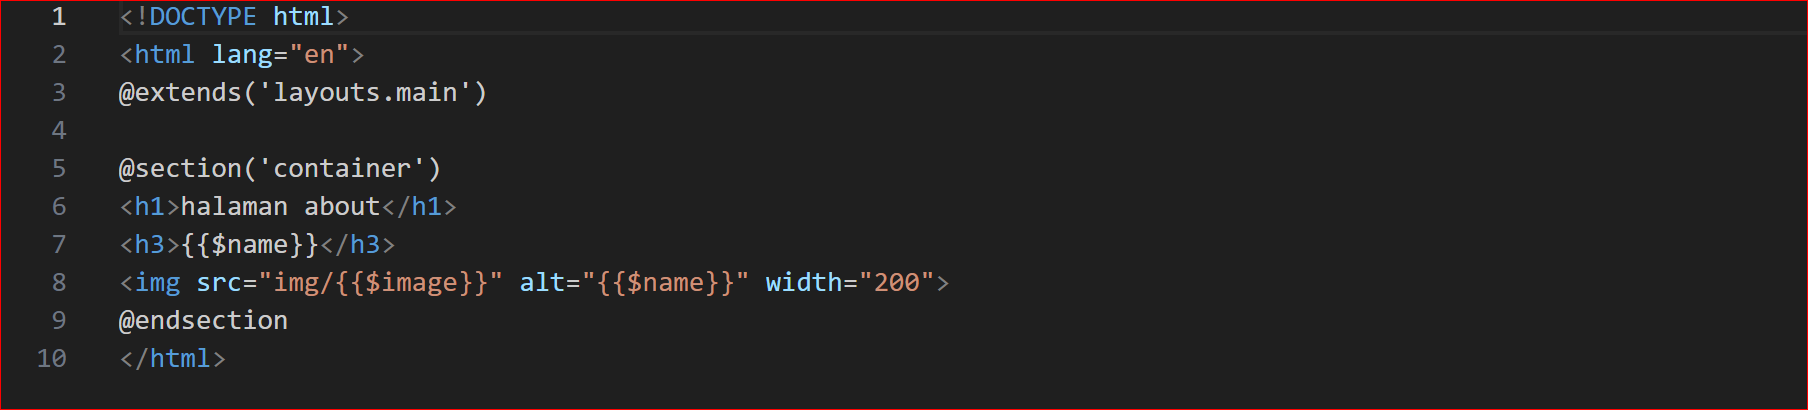 1 <!DOCTYPE html>
2 <html lang="en">
3 @extends('layouts.main')
4
5 @section('container')
6 <h1>halaman about</h1>
7 <h3>{{$name}}</h3>
8 <img src="img/{{$image}}" alt="{{$name}}" width="200">
9 @endsection
10 </html>